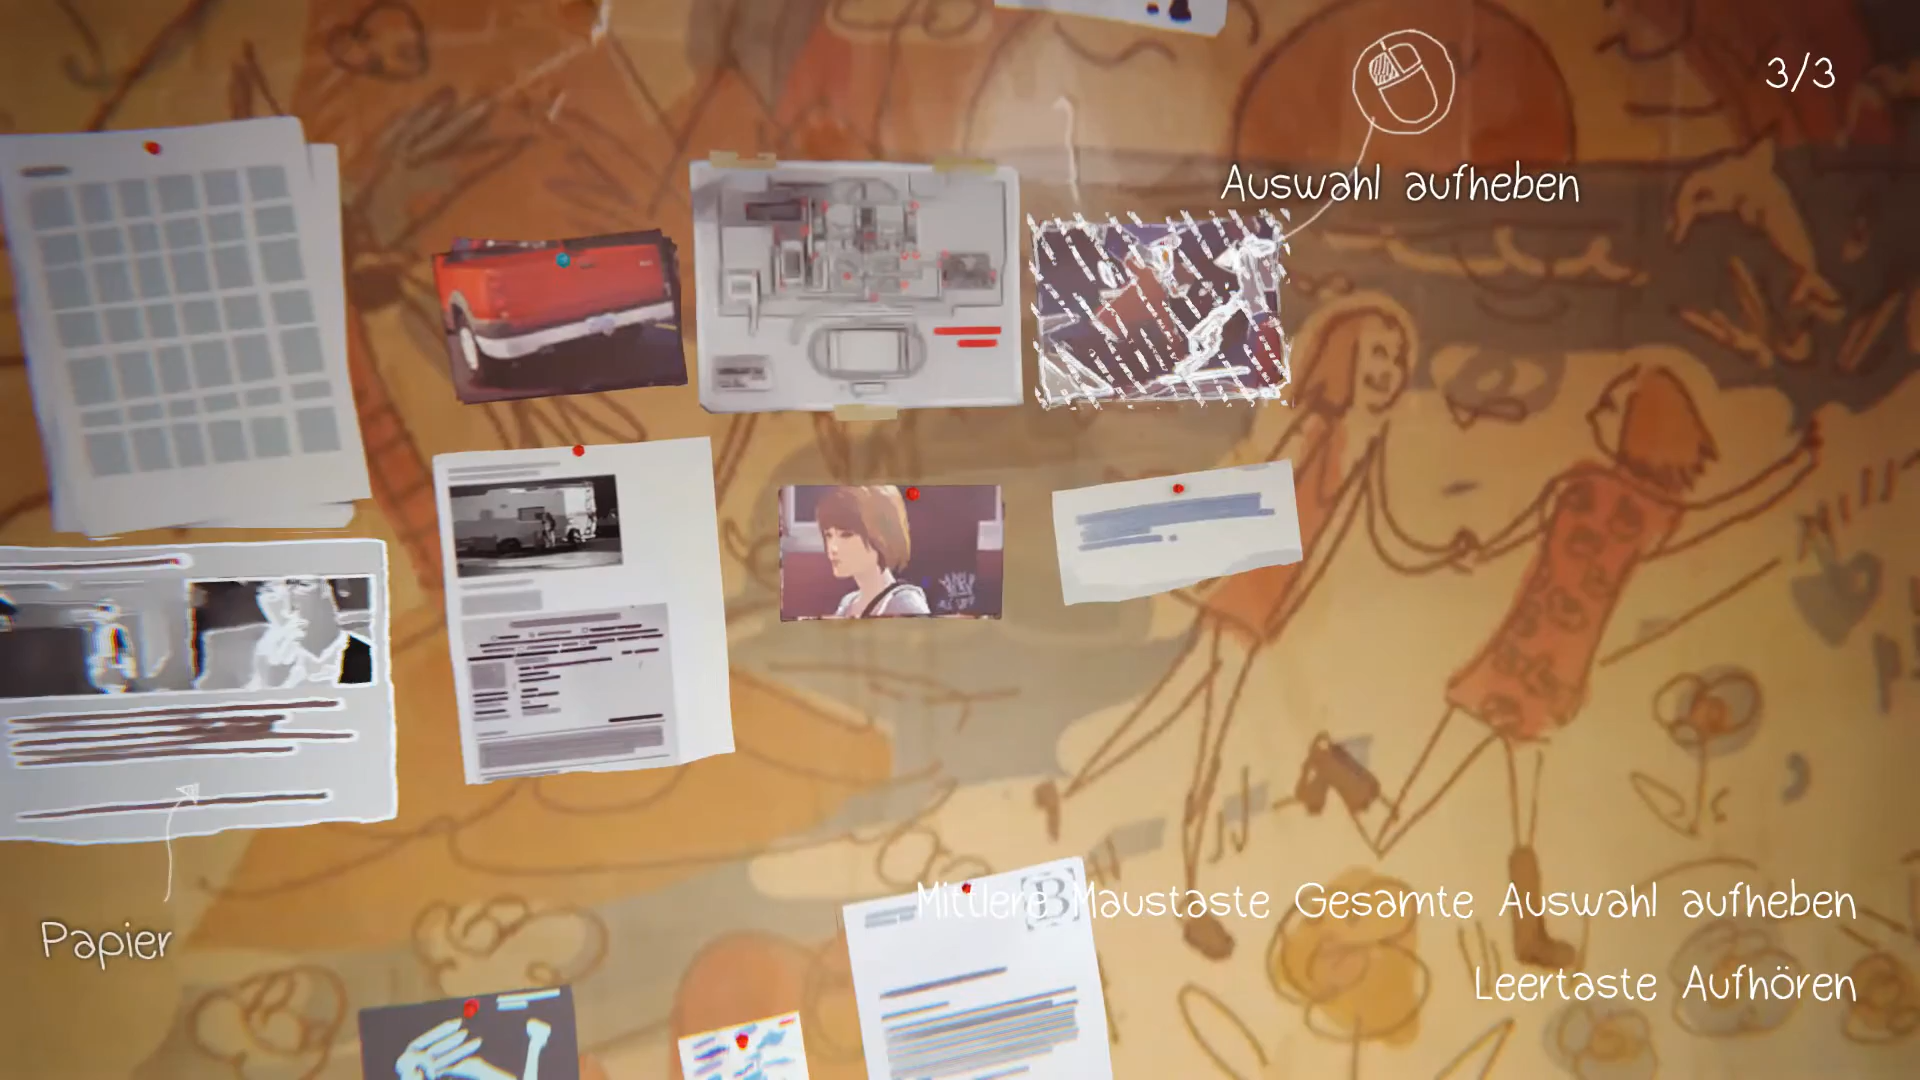 3/3
Auswahl aufheben
Mittlere Maustaste Gesamte Auswahl aufheben
Papier
Leertaste Aufhören
B